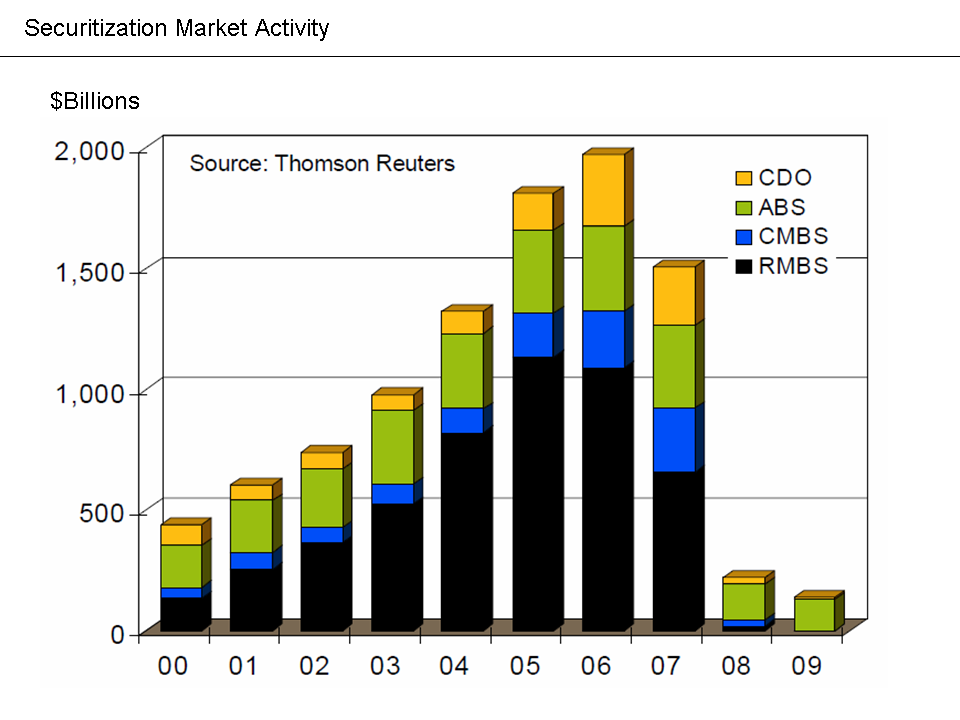 Securitization Market Activity
$Billions
2,000
Source: Thomson Reuters
CDO
ABS
CMBS
RMBS
1,500
1,000
500
0
00 01 02 03 04 05 06 07 08 09